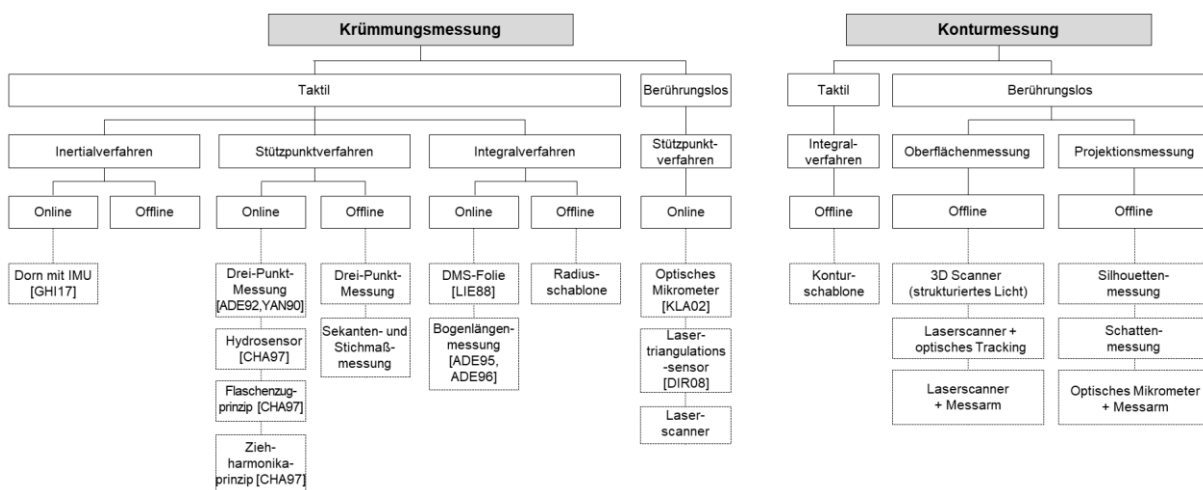 Krümmungsmessung
Konturmessung
Taktil
Berührungslos
Taktil
Berührungslos
Inertialverfahren
Stützpunktverfahren
Integralverfahren
Stützpunkt-
verfahren
Integral-
verfahren
Oberflächenmessung
Projektionsmessung
Online
Offline
Online
Offline
Online
Offline
Online
Offline
Offline
Offline
Dorn mit IMU
[GHI17]
Drei-Punkt-
Messung
[ADE92,YAN90]
Hydrosensor
[CHA97]
Flaschenzug-
prinzip [CHA97]
Zieh-
harmonika-
prinzip [CHA97]
Drei-Punkt-
Messung
Sekanten- und
Stichmaß-
messung
DMS-Folie
[LIE88]
Bogenlängen-
messung
[ADE95,
ADE96]
Radius-
schablone
Optisches
Mikrometer
[KLA02]
Laser-
triangulations
-sensor
[DIR08]
Laser-
scanner
Kontur-
schablone
3D Scanner
(strukturiertes Licht)
Laserscanner +
optisches Tracking
Laserscanner
+ Messarm
Silhouetten-
messung
Schatten-
messung
Optisches Mikrometer
+ Messarm